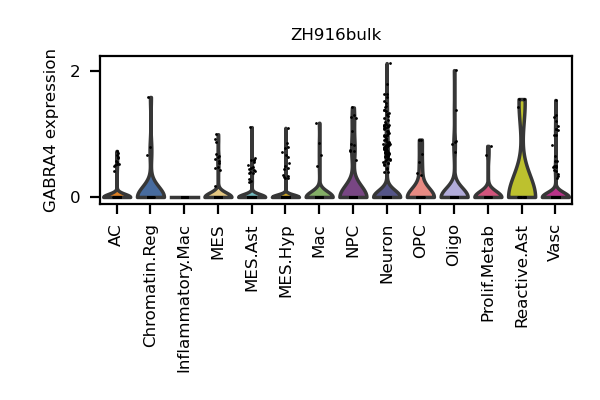 ZH916bulk
GABRA4 expression
2
0
AC
Chromatin.Reg
Inflammatory.Mac
MES
MES.Ast
MES.Hyp
Mac
NPC
Neuron
OPC
Oligo
Prolif.Metab
Reactive.Ast
Vasc